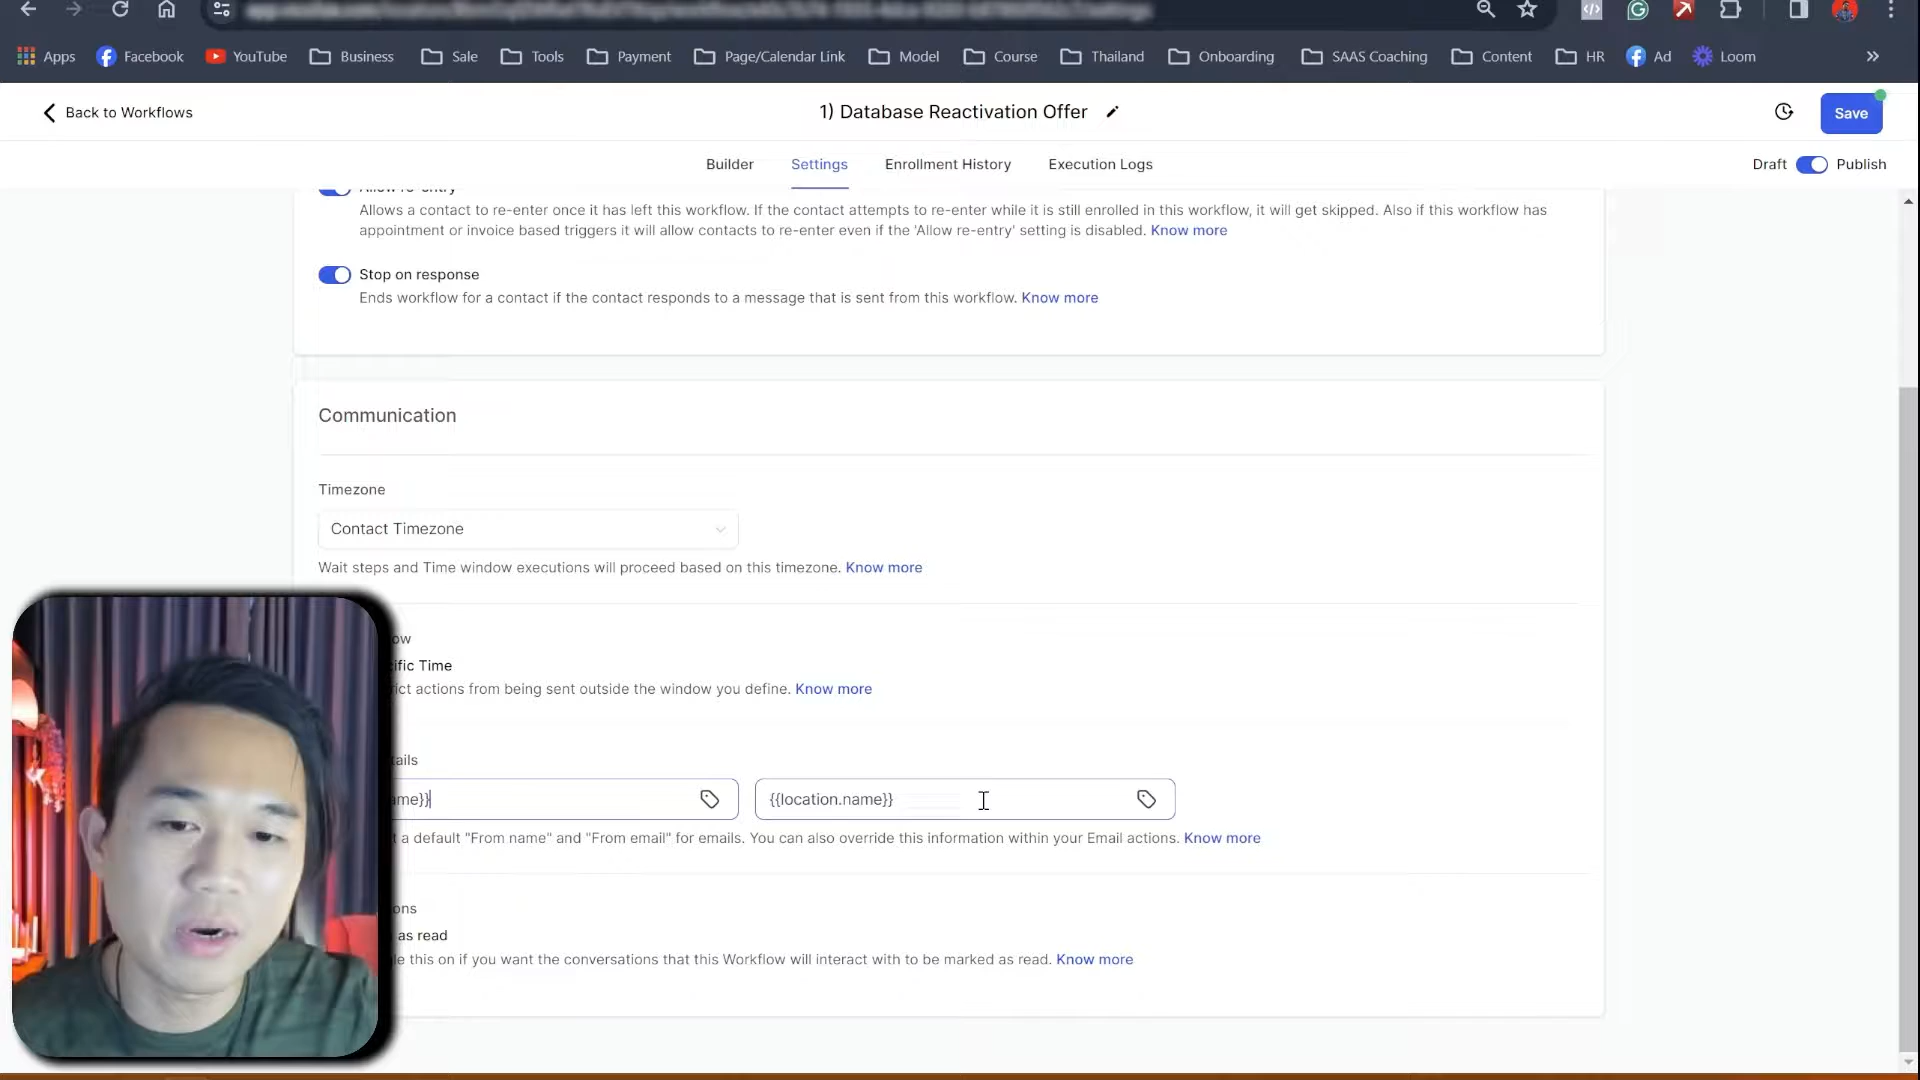 Apps
Facebook
YouTube
Business
Sale
Tools
Payment
Page/Calendar Link
Model
Course
Thailand
Onboarding
SAAS Coaching
Content
HR
Ad
Loom
Back to Workflows
1) Database Reactivation Offer
Save
Builder
Settings
Enrollment History
Execution Logs
Draft
Publish
Allow re-entry
Allows a contact to re-enter once it has left this workflow. If the contact attempts to re-enter while it is still enrolled in this workflow, it will get skipped. Also if this workflow has
appointment or invoice based triggers it will allow contacts to re-enter even if the 'Allow re-entry' setting is disabled. Know more
Stop on response
Ends workflow for a contact if the contact responds to a message that is sent from this workflow. Know more
Communication
Timezone
Contact Timezone
Wait steps and Time window executions will proceed based on this timezone. Know more
ow
ific Time
rict actions from being sent outside the window you define. Know more
tails
ame}}
{{location.name}}
t a default "From name" and "From email" for emails. You can also override this information within your Email actions. Know more
ons
as read
le this on if you want the conversations that this Workflow will interact with to be marked as read. Know more